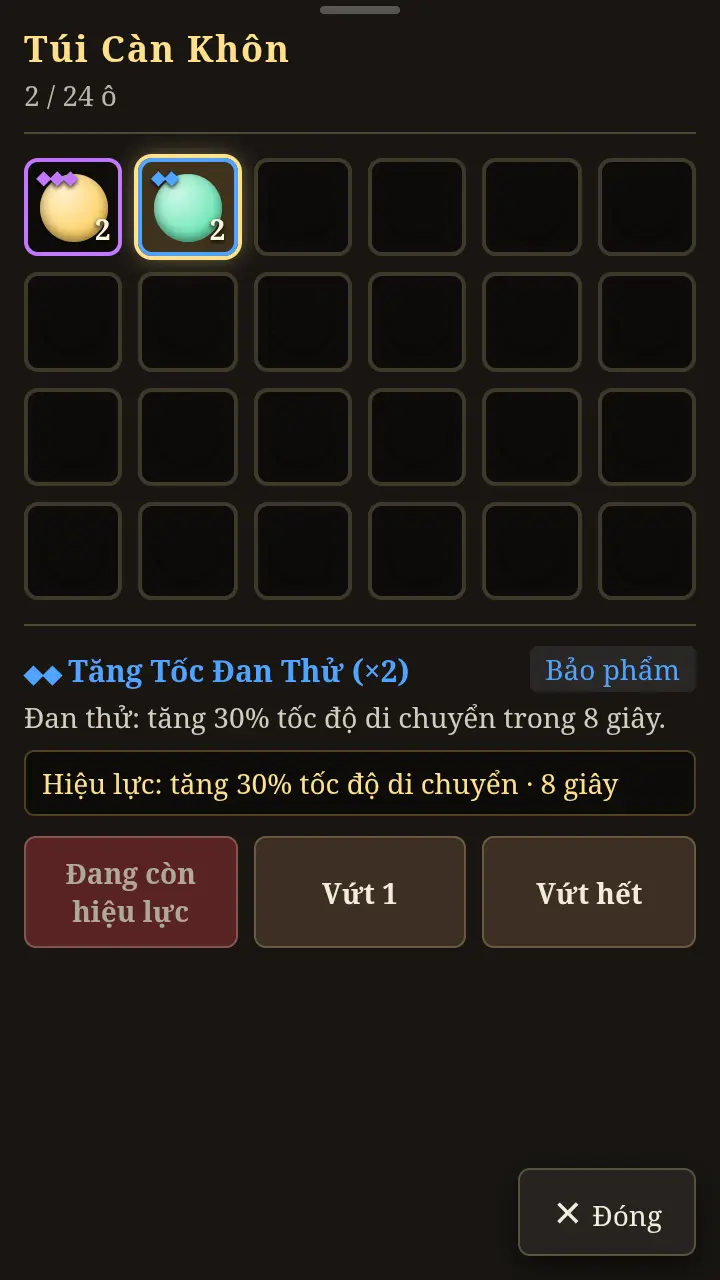 Túi Càn Khôn
2 / 24 ô
2
2
Tăng Tốc Đan Thử (×2)
Bảo phẩm
Đan thử: tăng 30% tốc độ di chuyển trong 8 giây.
Hiệu lực: tăng 30% tốc độ di chuyển · 8 giây
Đang còn
hiệu lực
Vứt 1
Vứt hết
✕ Đóng